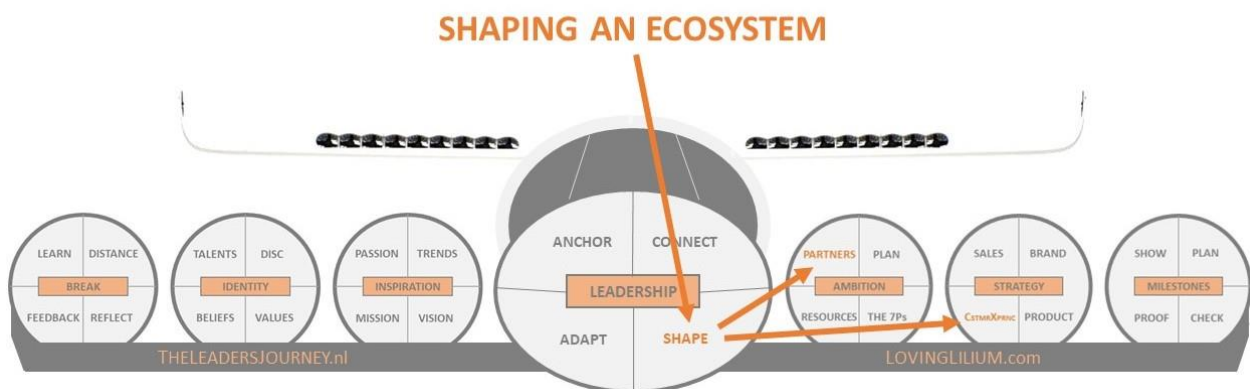 SHAPING AN ECOSYSTEM
LEARN DISTANCE
BREAK
FEEDBACK REFLECT
TALENTS DISC
IDENTITY
BELIEFS VALUES
PASSION TRENDS
INSPIRATION
MISSION VISION
ANCHOR CONNECT
LEADERSHIP
ADAPT SHAPE
PARTNERS PLAN
AMBITION
RESOURCES THE 7Ps
SALES BRAND
STRATEGY
CSTMRXPRNC PRODUCT
SHOW PLAN
MILESTONES
PROOF CHECK
THELEADERSJOURNEY.nl
LOVINGLILIUM.com